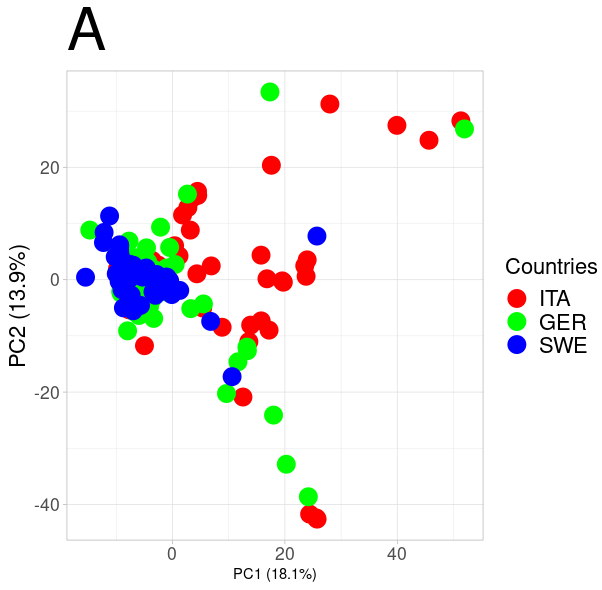 A
PC2 (13.9%)
20
0
-20
-40
0 20 40
PC1 (18.1%)
Countries
ITA
GER
SWE